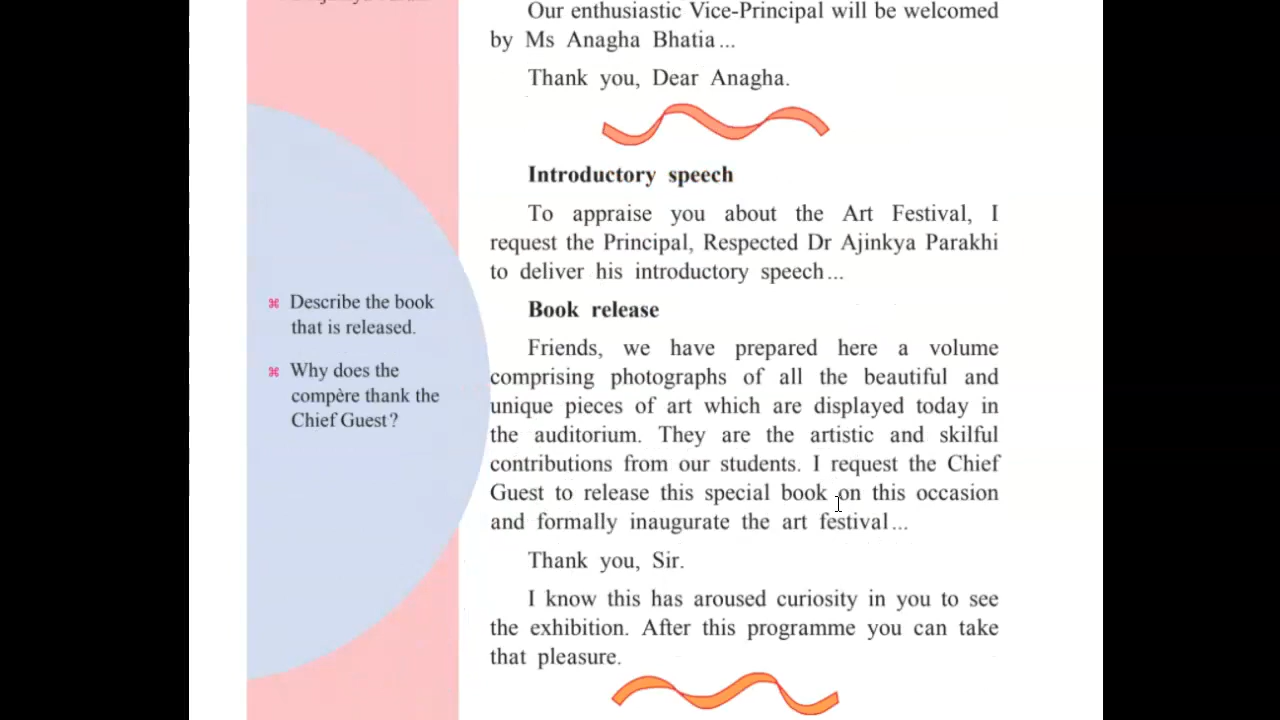 Our enthusiastic Vice-Principal will be welcomed
by Ms Anagha Bhatia...
Thank you, Dear Anagha.
Introductory speech
To appraise you about the Art Festival, I
request the Principal, Respected Dr Ajinkya Parakhi
to deliver his introductory speech...
Book release
Friends, we have prepared here a volume
comprising photographs of all the beautiful and
unique pieces of art which are displayed today in
the auditorium. They are the artistic and skilful
contributions from our students. I request the Chief
Guest to release this special book on this occasion
and formally inaugurate the art festival...
Thank you, Sir.
I know this has aroused curiosity in you to see
the exhibition. After this programme you can take
that pleasure.
⌘ Describe the book
that is released.
⌘ Why does the
compère thank the
Chief Guest?